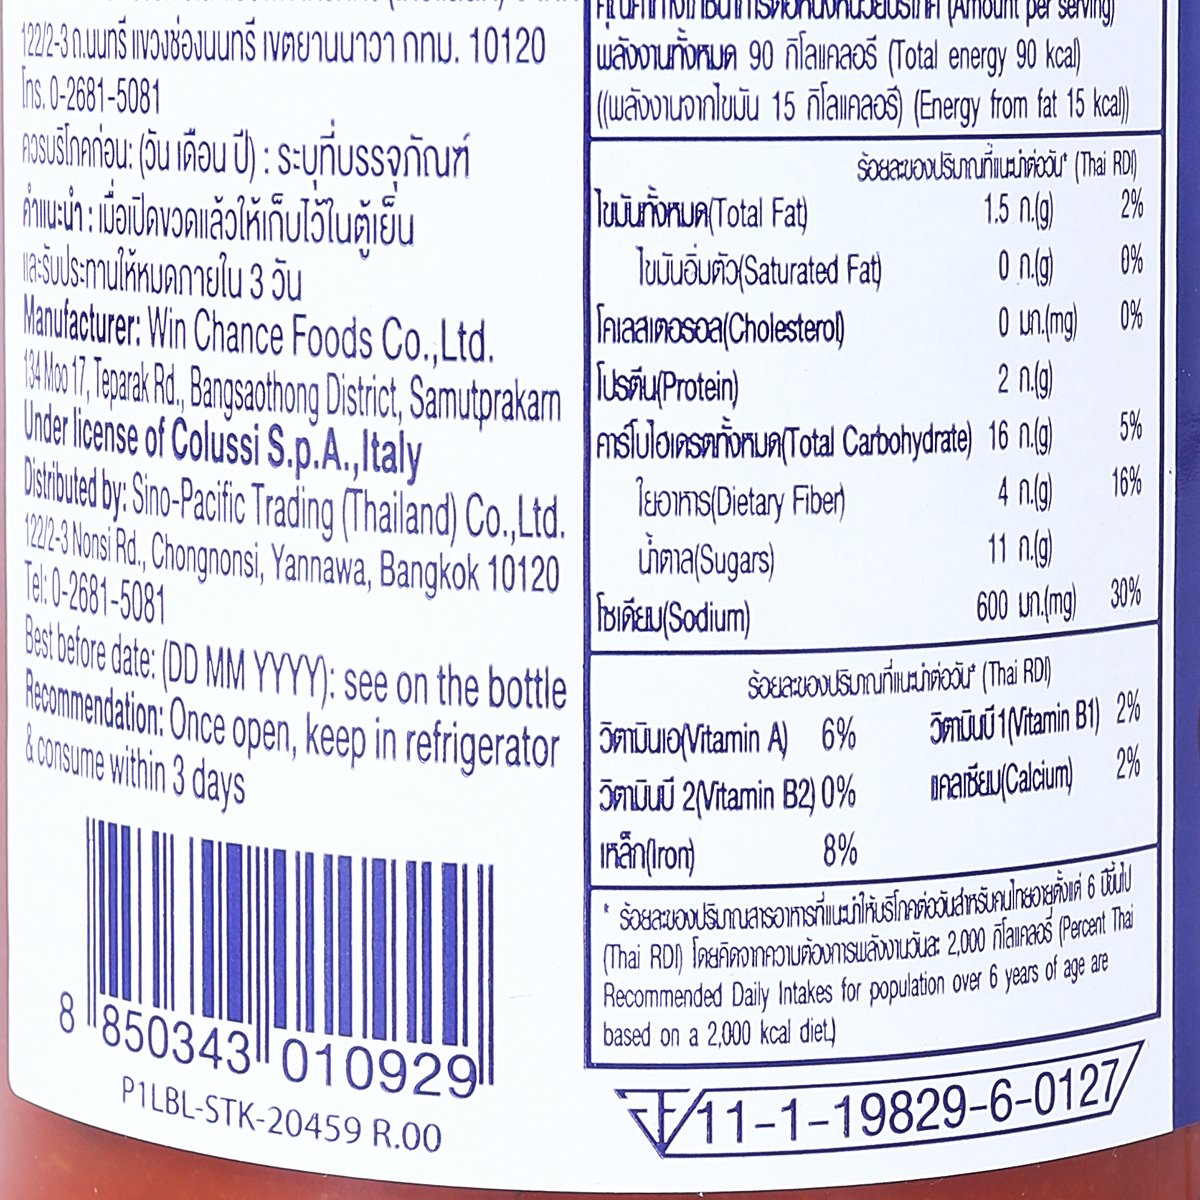 122/2-3 ถ.นนทรี แขวงช่องนนทรี เขตยานนาวา กทม. 10120
โทร. 0-2681-5081
ควรบริโภคก่อน: (วัน เดือน ปี) : ระบุที่บรรจุภัณฑ์
คำแนะนำ : เมื่อเปิดขวดแล้วให้เก็บไว้ในตู้เย็น
และรับประทานให้หมดภายใน 3 วัน
Manufacturer: Win Chance Foods Co.,Ltd.
134 Moo 17, Teparak Rd., Bangsaothong District, Samutprakarn
Under license of Colussi S.p.A.,Italy
Distributed by: Sino-Pacific Trading (Thailand) Co.,Ltd.
122/2-3 Nonsi Rd., Chongnonsi, Yannawa, Bangkok 10120
Tel: 0-2681-5081
Best before date: (DD MM YYYY): see on the bottle
Recommendation: Once open, keep in refrigerator
& consume within 3 days
8 850343 010929
P1LBL-STK-20459 R.00
คุณค่าทางโภชนาการต่อหนึ่งหน่วยบริโภค (Amount per serving)
พลังงานทั้งหมด 90 กิโลแคลอรี (Total energy 90 kcal)
((พลังงานจากไขมัน 15 กิโลแคลอรี) (Energy from fat 15 kcal))
ร้อยละของปริมาณที่แนะนำต่อวัน* (Thai RDI)
ไขมันทั้งหมด(Total Fat) 1.5 ก.(g) 2%
ไขมันอิ่มตัว(Saturated Fat) 0 ก.(g) 0%
โคเลสเตอรอล(Cholesterol) 0 มก.(mg) 0%
โปรตีน(Protein) 2 ก.(g)
คาร์โบไฮเดรตทั้งหมด(Total Carbohydrate) 16 ก.(g) 5%
ใยอาหาร(Dietary Fiber) 4 ก.(g) 16%
น้ำตาล(Sugars) 11 ก.(g)
โซเดียม(Sodium) 600 มก.(mg) 30%
ร้อยละของปริมาณที่แนะนำต่อวัน* (Thai RDI)
วิตามินเอ(Vitamin A) 6% วิตามินบี 1(Vitamin B1) 2%
วิตามินบี 2(Vitamin B2) 0% แคลเซียม(Calcium) 2%
เหล็ก(Iron) 8%
* ร้อยละของปริมาณสารอาหารที่แนะนำให้บริโภคต่อวันสำหรับคนไทยอายุตั้งแต่ 6 ปีขึ้นไป
(Thai RDI) โดยคิดจากความต้องการพลังงานวันละ 2,000 กิโลแคลอรี่ (Percent Thai
Recommended Daily Intakes for population over 6 years of age are
based on a 2,000 kcal diet.)
11-1-19829-6-0127